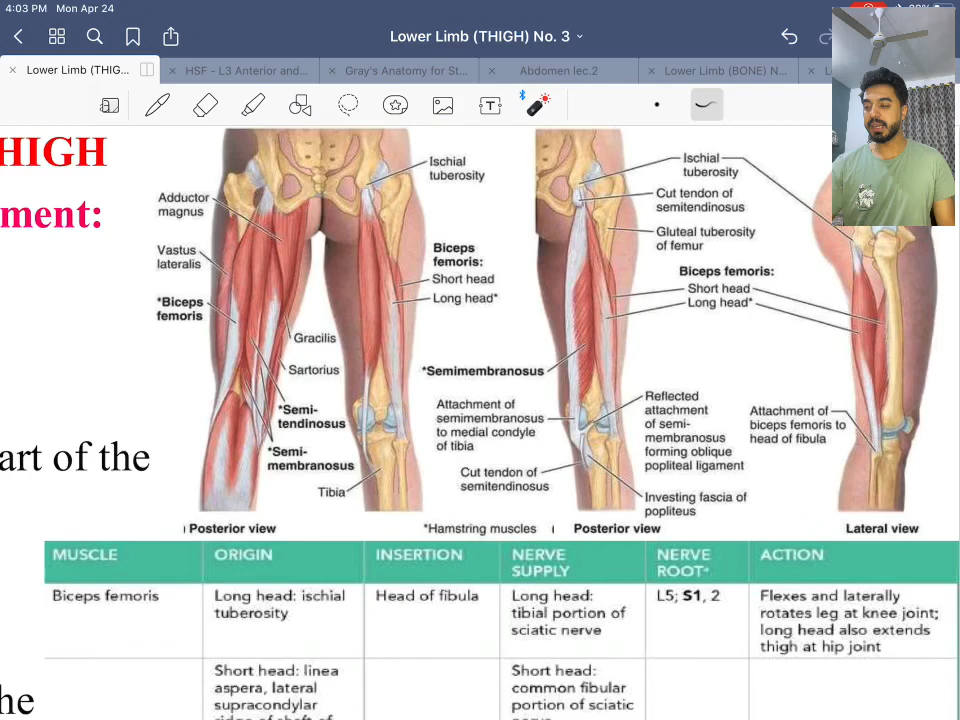 4:03 PM Mon Apr 24
Lower Limb (THIGH) No. 3
Lower Limb (THIG...
HSF - L3 Anterior and...
Gray's Anatomy for St...
Abdomen lec.2
Lower Limb (BONE) N...
HIGH
ment:
art of the
he
Adductor
magnus
Vastus
lateralis
*Biceps
femoris
Ischial
tuberosity
Biceps
femoris:
Short head
Long head*
Gracilis
Sartorius
*Semi-
tendinosus
*Semi-
membranosus
Tibia
Posterior view
*Hamstring muscles
Ischial
tuberosity
Cut tendon of
semitendinosus
Gluteal tuberosity
of femur
Biceps femoris:
Short head
Long head*
*Semimembranosus
Attachment of
semimembranosus
to medial condyle
of tibia
Cut tendon of
semitendinosus
Reflected
attachment
of semi-
membranosus
forming oblique
popliteal ligament
Investing fascia of
popliteus
Posterior view
Attachment of
biceps femoris to
head of fibula
Lateral view
MUSCLE ORIGIN INSERTION NERVE SUPPLY NERVE ROOT* ACTION
Biceps femoris
Long head: ischial
tuberosity
Head of fibula
Long head:
tibial portion of
sciatic nerve
L5; S1, 2
Flexes and laterally
rotates leg at knee joint;
long head also extends
thigh at hip joint
Short head: linea
aspera, lateral
supracondylar
ridge of shaft of
Short head:
common fibular
portion of sciatic